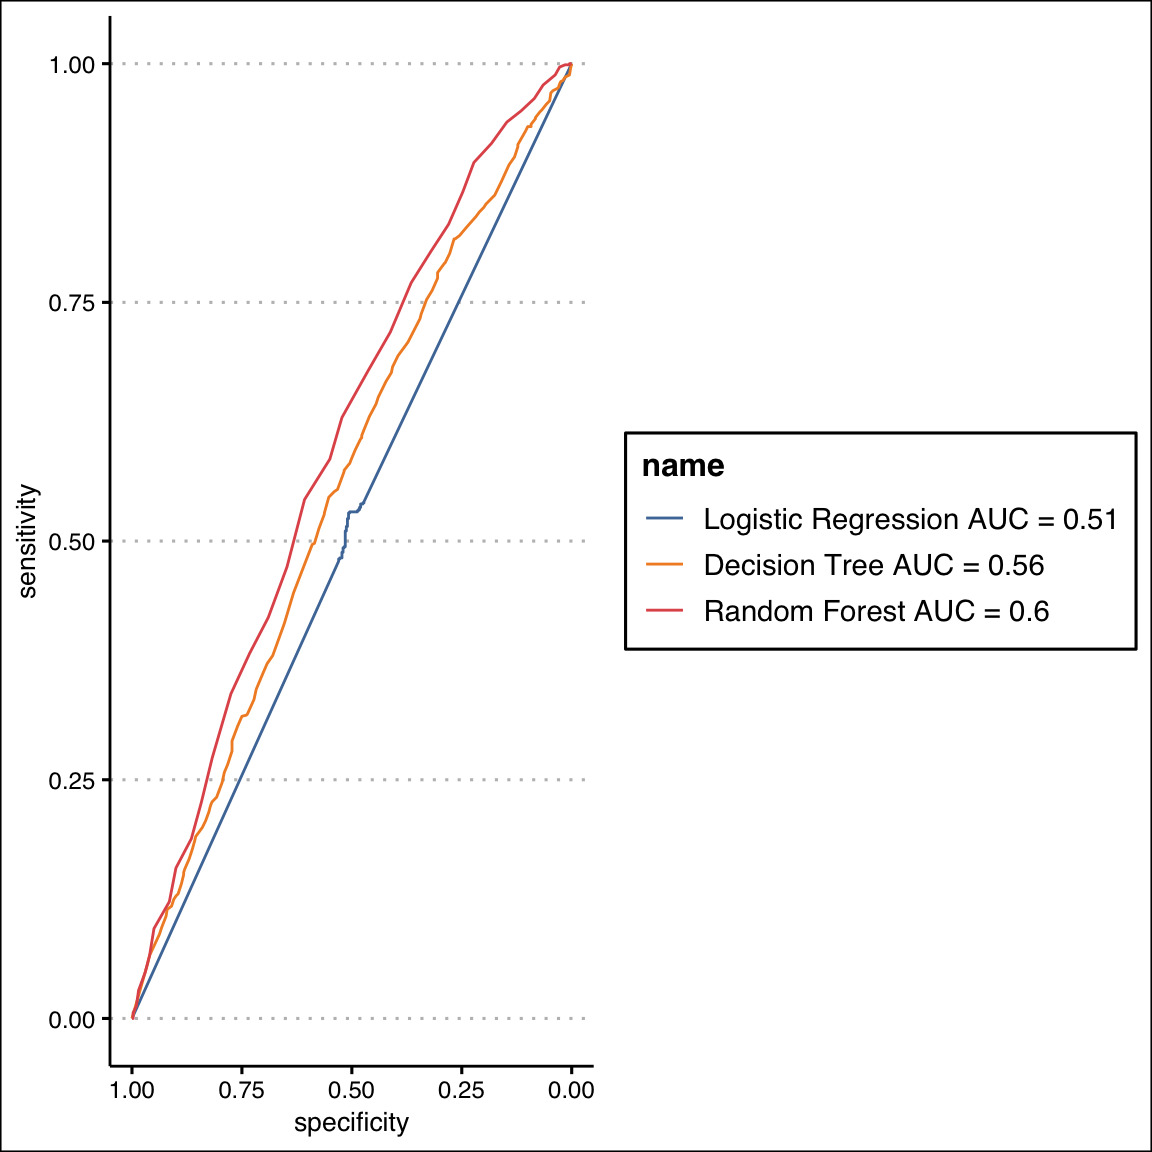 1.00
0.75
0.50
0.25
0.00
sensitivity
1.00 0.75 0.50 0.25 0.00
specificity
name
Logistic Regression AUC = 0.51
Decision Tree AUC = 0.56
Random Forest AUC = 0.6